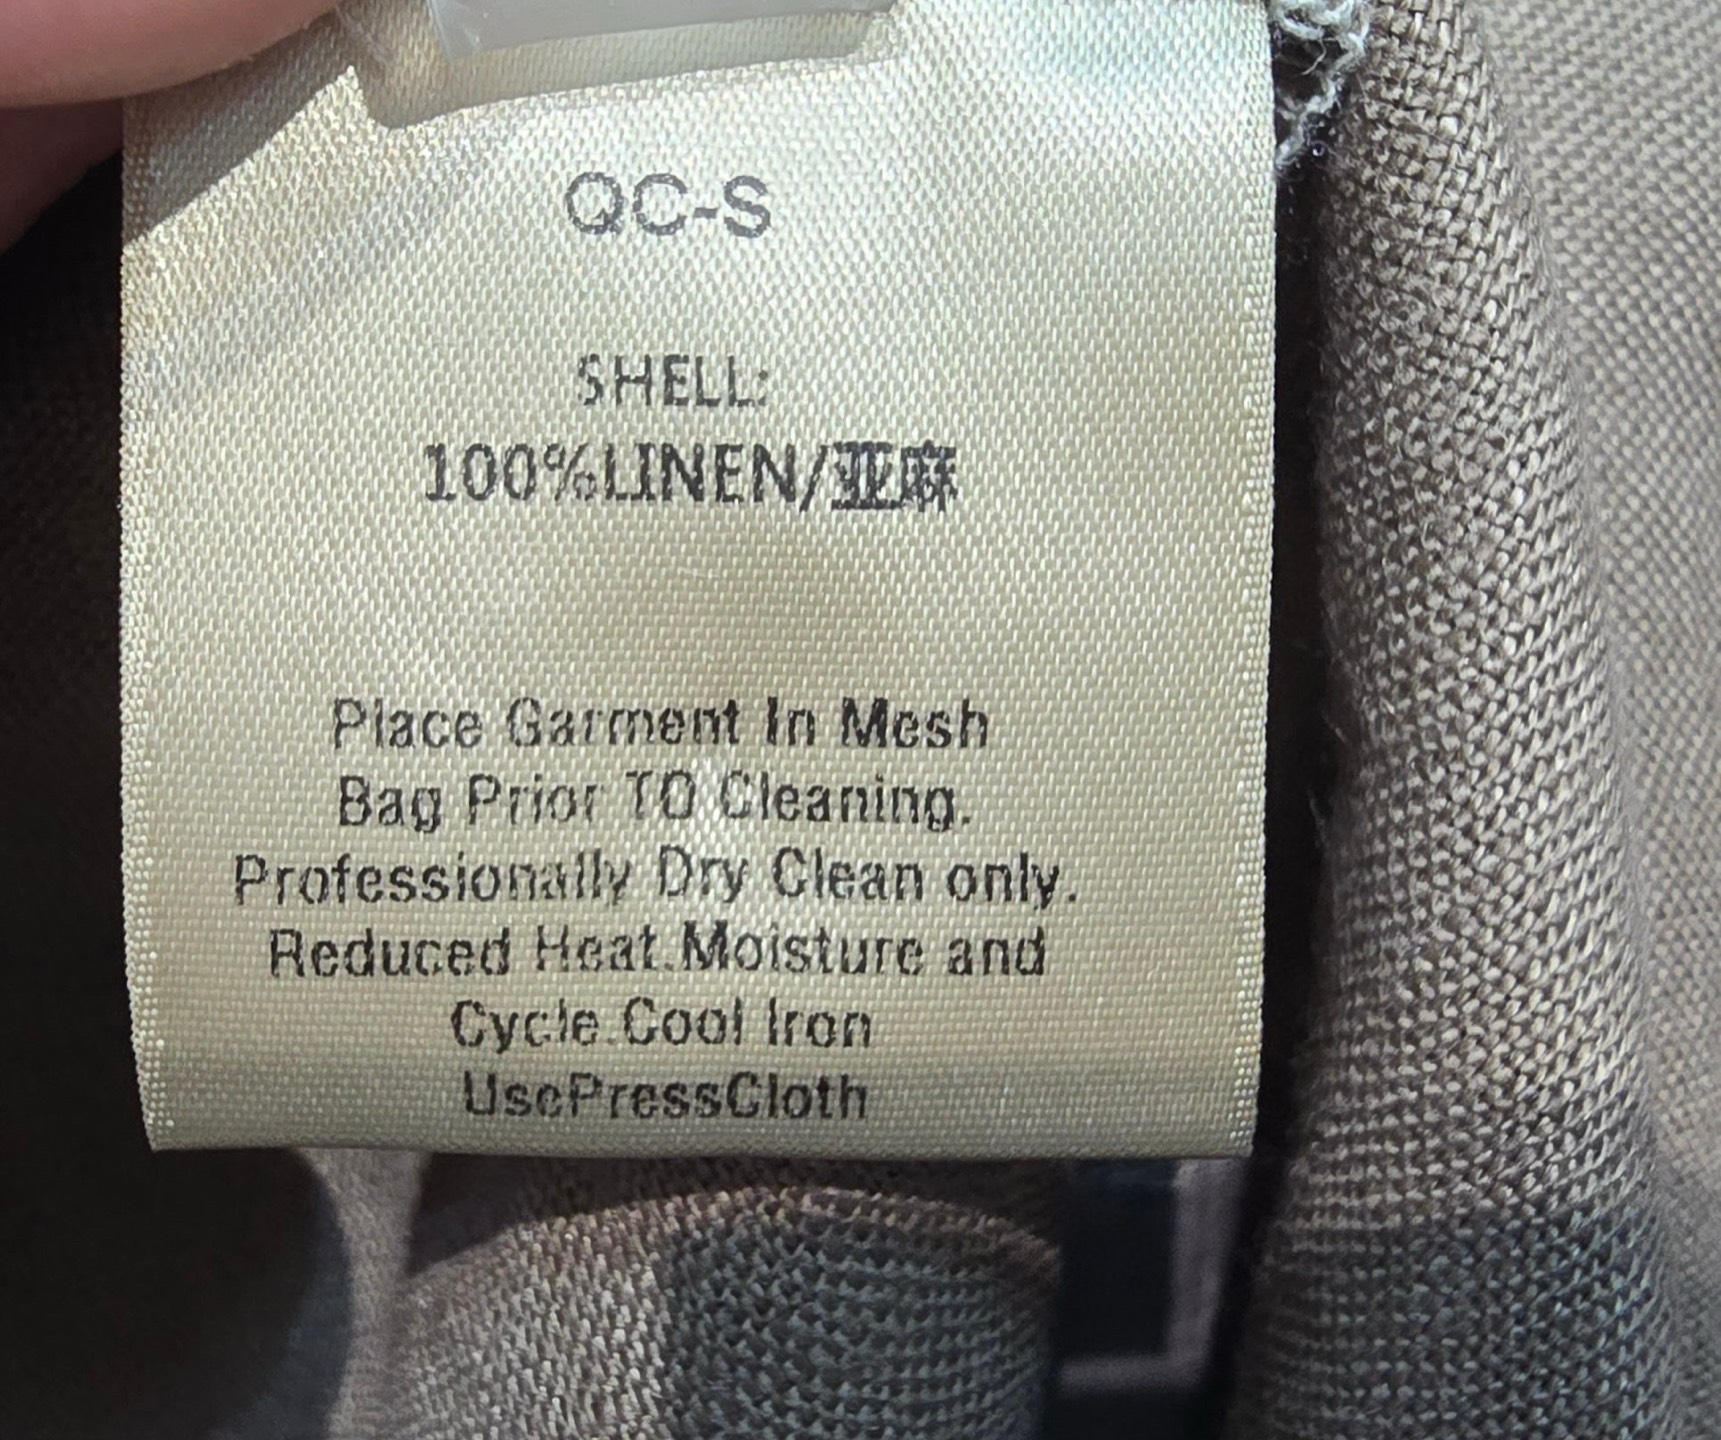 QC-S
SHELL:
100%LINEN/亚麻
Place Garment In Mesh
Bag Prior TO Cleaning.
Professionally Dry Clean only.
Reduced Heat.Moisture and
Cycle.Cool Iron
UsePressCloth